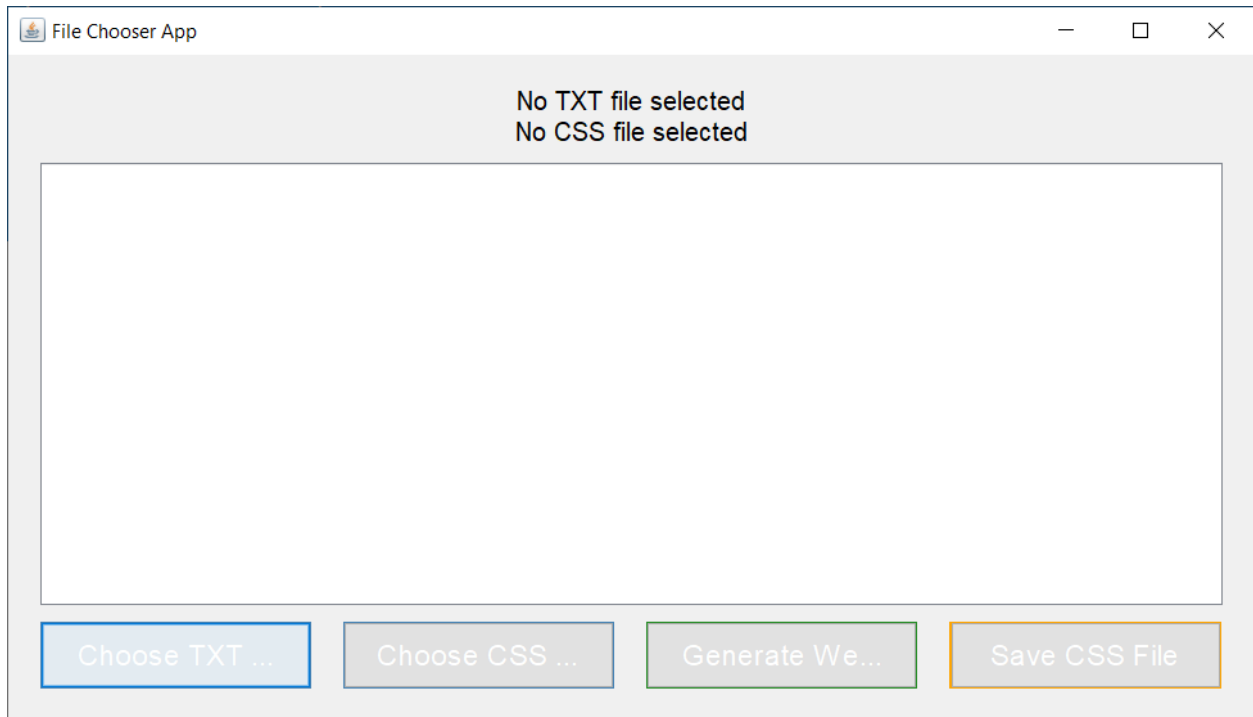 File Chooser App
No TXT file selected
No CSS file selected
Choose TXT ...
Choose CSS ...
Generate We...
Save CSS File